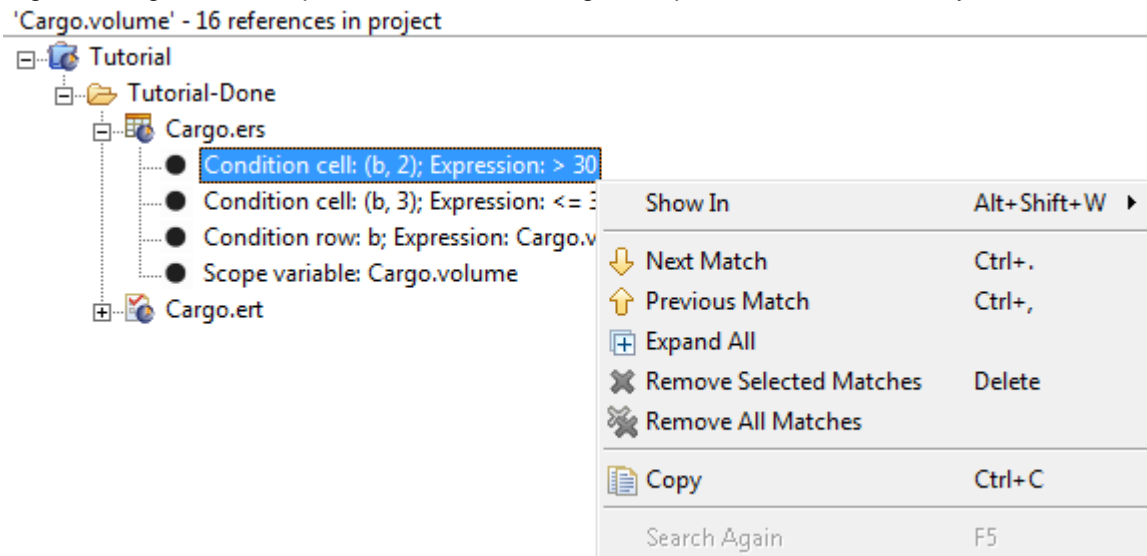 'Cargo.volume' - 16 references in project
Tutorial
Tutorial-Done
Cargo.ers
Condition cell: (b, 2); Expression: > 30
Condition cell: (b, 3); Expression: <= 3
Condition row: b; Expression: Cargo.v
Scope variable: Cargo.volume
Cargo.ert
Show In Alt+Shift+W
Next Match Ctrl+.
Previous Match Ctrl+,
Expand All
Remove Selected Matches Delete
Remove All Matches
Copy Ctrl+C
Search Again F5